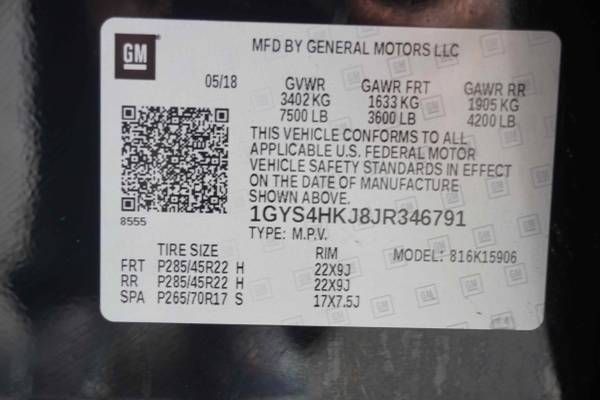 GM
MFD BY GENERAL MOTORS LLC
05/18 GVWR GAWR FRT GAWR RR
3402 KG 1633 KG 1905 KG
7500 LB 3600 LB 4200 LB
THIS VEHICLE CONFORMS TO ALL
APPLICABLE U.S. FEDERAL MOTOR
VEHICLE SAFETY STANDARDS IN EFFECT
ON THE DATE OF MANUFACTURE
SHOWN ABOVE.
8555
1GYS4HKJ8JR346791
TYPE: M.P.V.
TIRE SIZE RIM MODEL: 816K15906
FRT P285/45R22 H 22X9J
RR P285/45R22 H 22X9J
SPA P265/70R17 S 17X7.5J